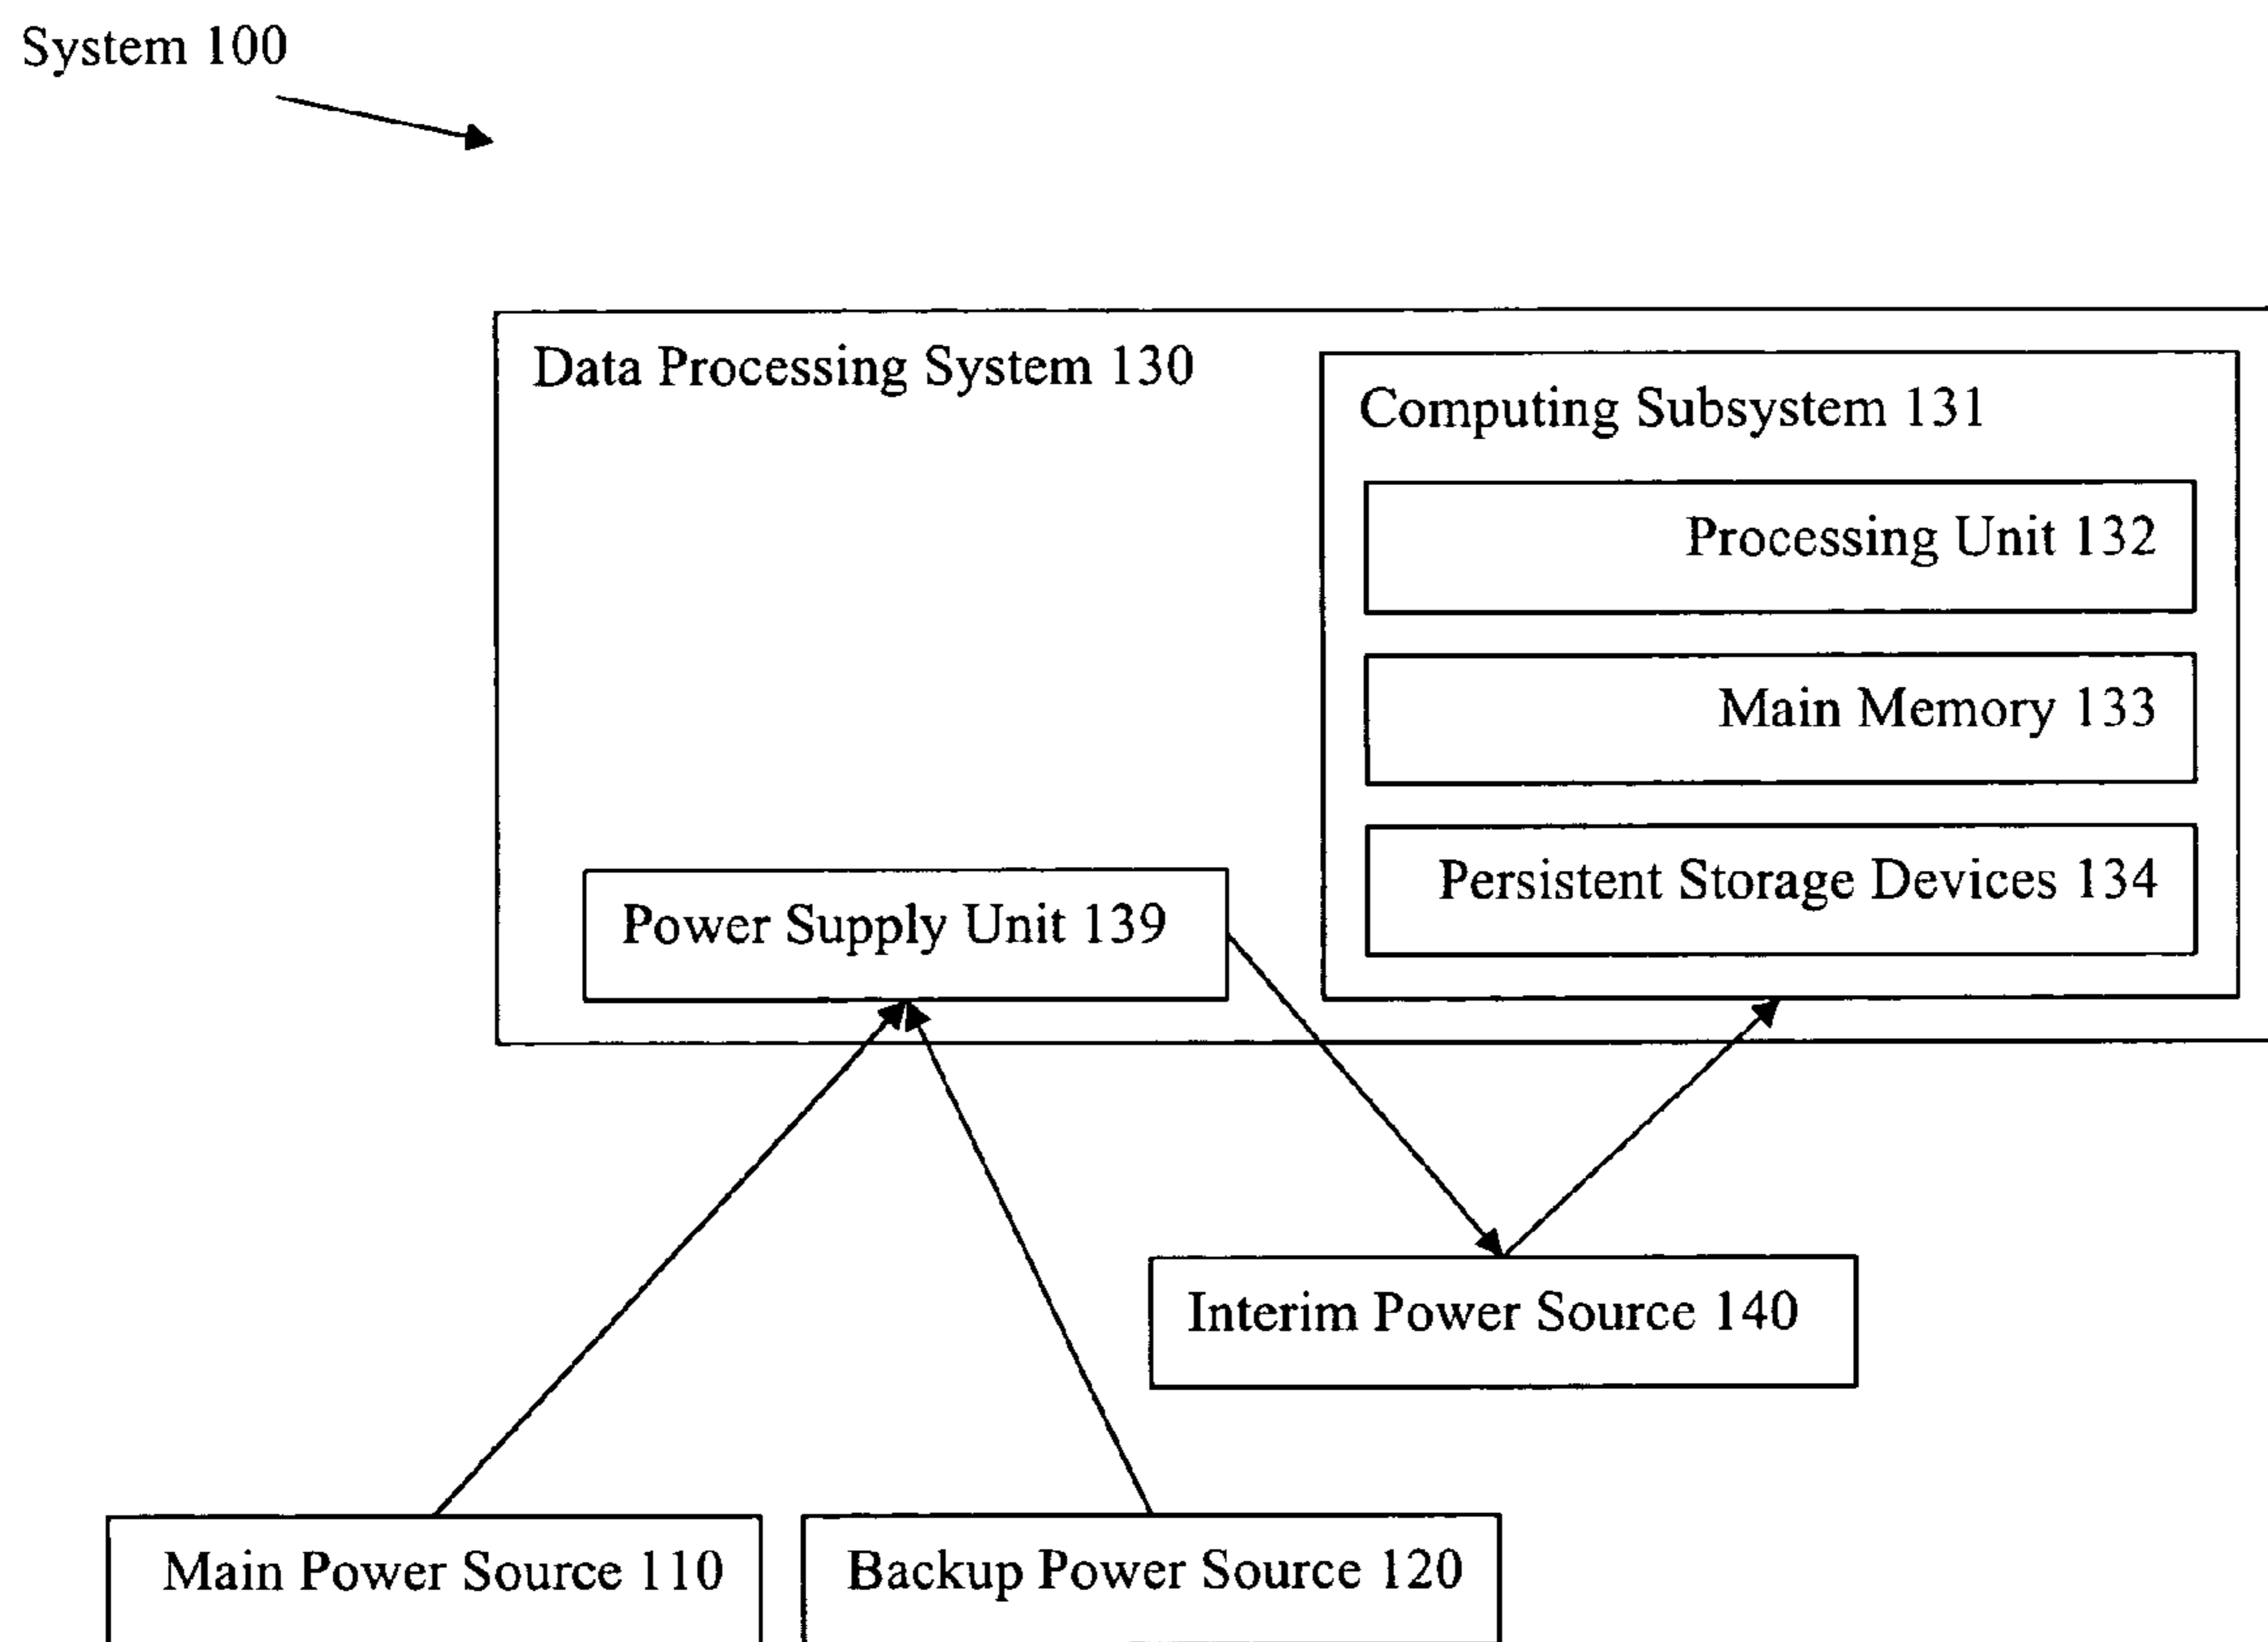 System 100
Data Processing System 130
Computing Subsystem 131
Processing Unit 132
Main Memory 133
Persistent Storage Devices 134
Power Supply Unit 139
Interim Power Source 140
Main Power Source 110
Backup Power Source 120